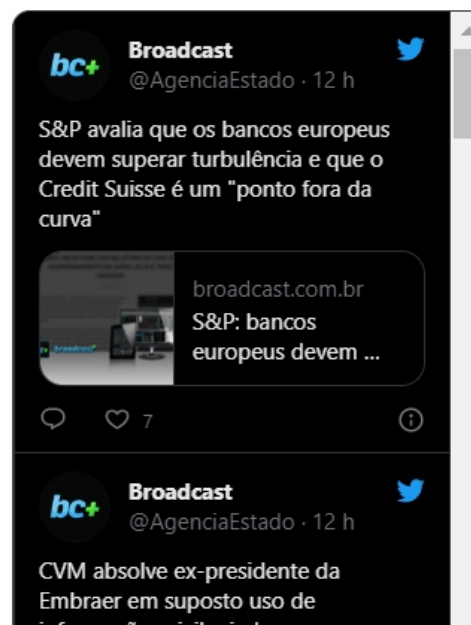 bc+
Broadcast
@AgenciaEstado · 12 h
S&P avalia que os bancos europeus
devem superar turbulência e que o
Credit Suisse é um "ponto fora da
curva"
broadcast.com.br
S&P: bancos
europeus devem ...
broadcast+
7
bc+
Broadcast
@AgenciaEstado · 12 h
CVM absolve ex-presidente da
Embraer em suposto uso de